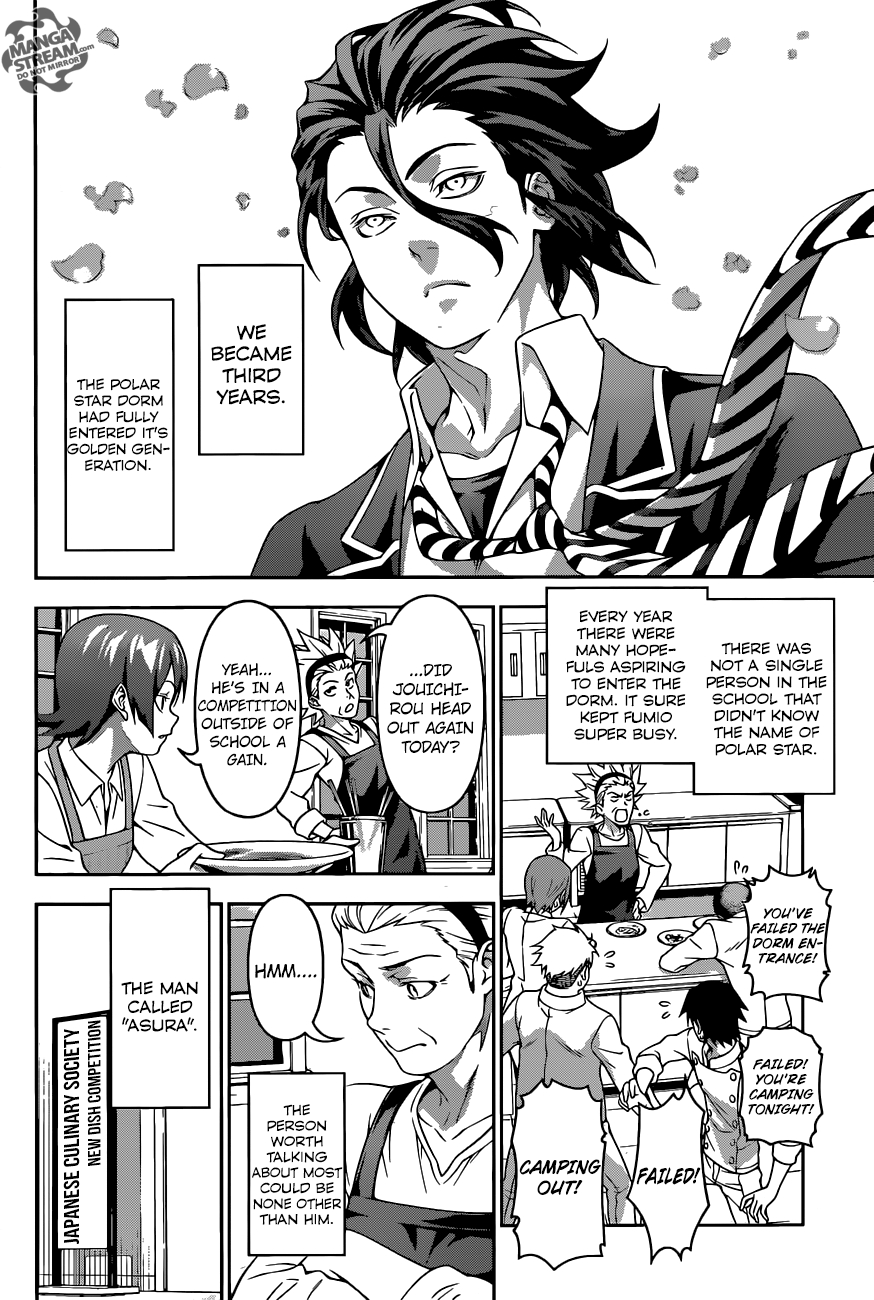 MANGA
STREAM.com
DO NOT MIRROR
WE
BECAME
THIRD
YEARS.
THE POLAR
STAR DORM
HAD FULLY
ENTERED IT'S
GOLDEN GEN-
ERATION.
THERE WAS
NOT A SINGLE
PERSON IN THE
SCHOOL THAT
DIDN'T KNOW
THE NAME OF
POLAR STAR.
EVERY YEAR
THERE WERE
MANY HOPE-
FULS ASPIRING
TO ENTER THE
DORM. IT SURE
KEPT FUMIO
SUPER BUSY.
YOU'VE
FAILED THE
DORM EN-
TRANCE!
FAILED!
YOU'RE
CAMPING
TONIGHT!
FAILED!
CAMPING
OUT!
...DID
JOUICHI-
ROU HEAD
OUT AGAIN
TODAY?
YEAH...
HE'S IN A
COMPETITION
OUTSIDE OF
SCHOOL A
GAIN.
HMM....
THE
PERSON
WORTH
TALKING
ABOUT MOST
COULD BE
NONE OTHER
THAN HIM.
THE MAN
CALLED
"ASURA".
JAPANESE CULINARY SOCIETY
NEW DISH COMPETITION